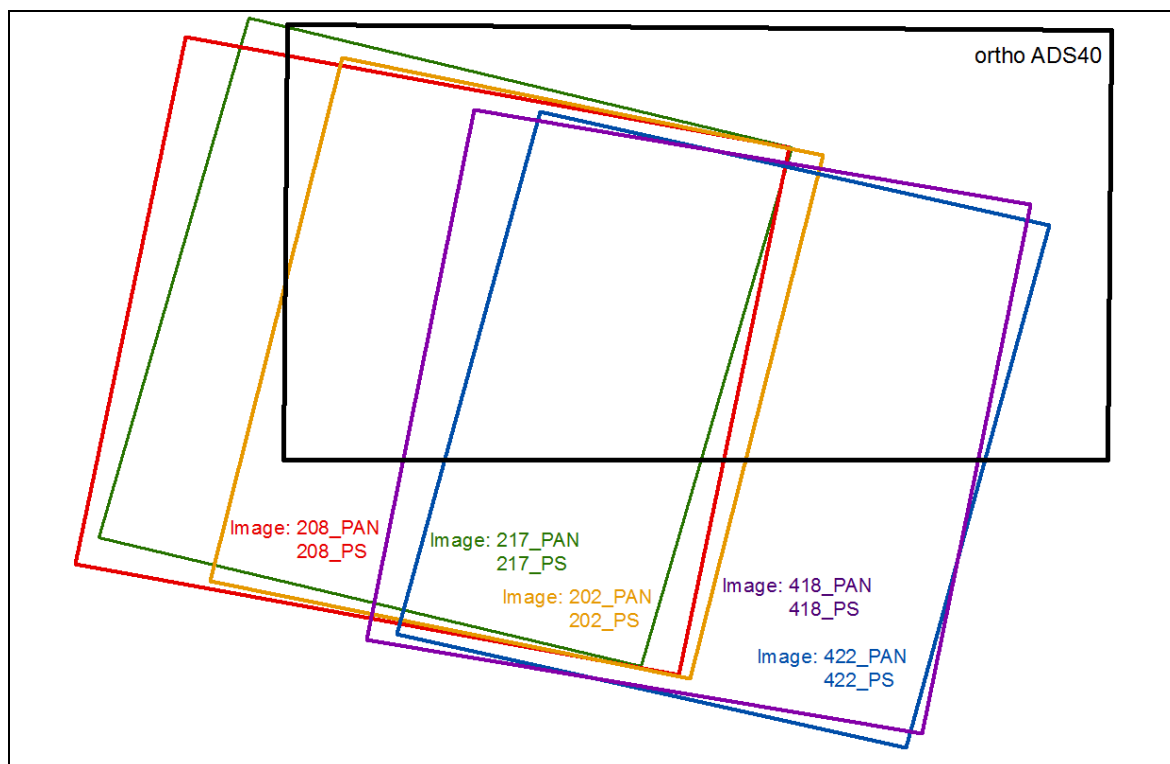 ortho ADS40
Image: 208_PAN
208_PS
Image: 217_PAN
217_PS
Image: 202_PAN
202_PS
Image: 418_PAN
418_PS
Image: 422_PAN
422_PS